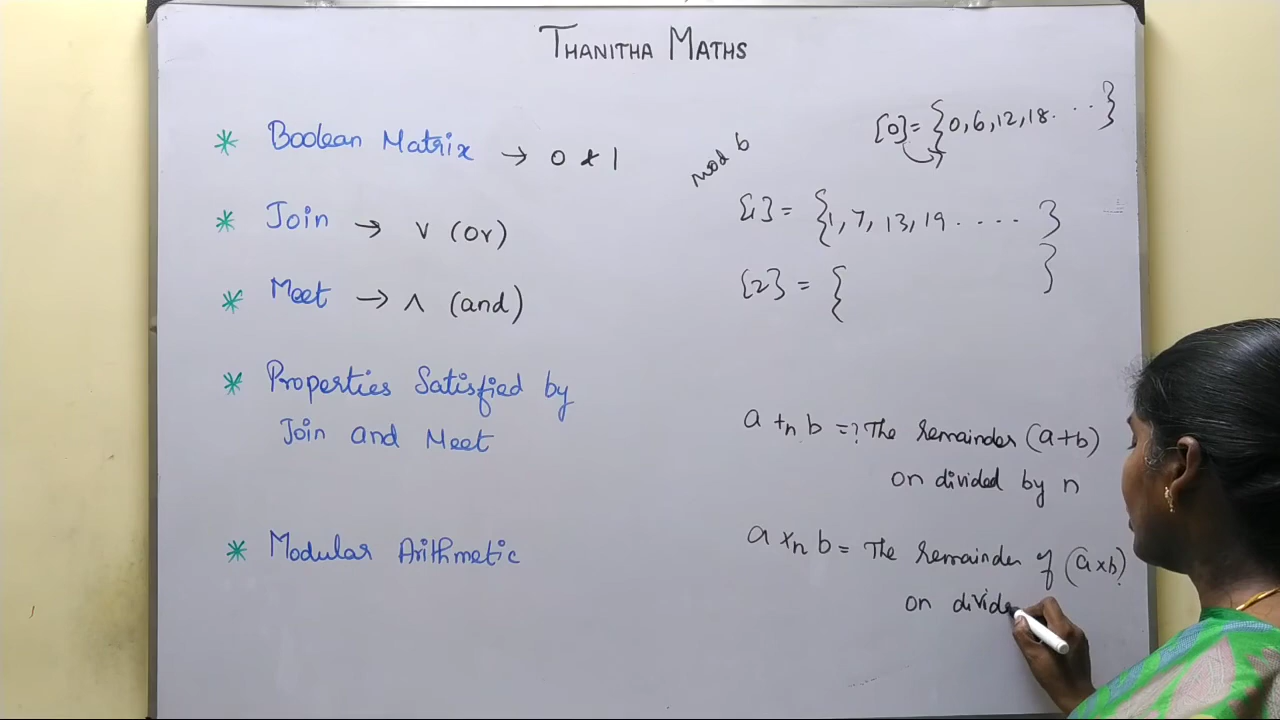 THANITHA MATHS
* Boolean Matrix → 0 & 1
* Join → ∨ (or)
* Meet → ∧ (and)
* Properties Satisfied by
Join and Meet
* Modular Arithmetic
mod 6
[0] = {0, 6, 12, 18. . . }
[1] = {1, 7, 13, 19 . . . . . }
[2] = { }
a +n b = ? The remainder (a+b)
on divided by n
a ×n b = The remainder of (a×b)
on divide